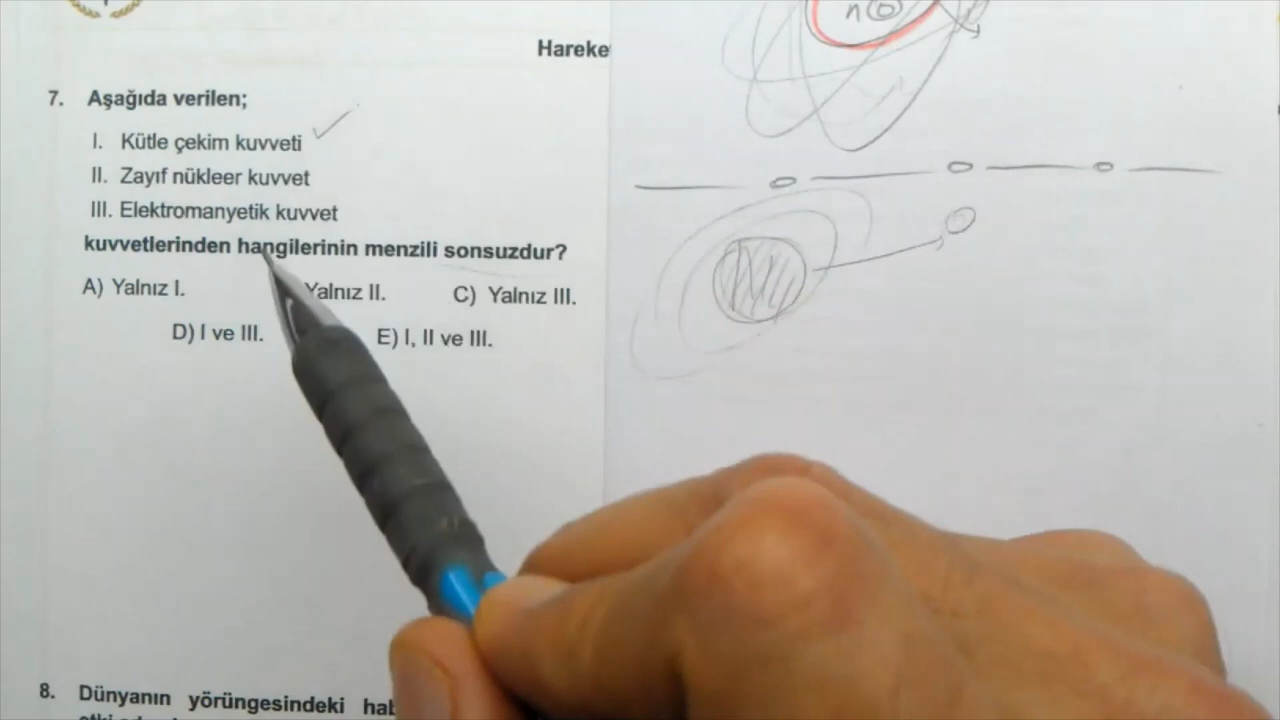 Hareke
7. Aşağıda verilen;
I. Kütle çekim kuvveti
II. Zayıf nükleer kuvvet
III. Elektromanyetik kuvvet
kuvvetlerinden hangilerinin menzili sonsuzdur?
A) Yalnız I. Yalnız II. C) Yalnız III.
D) I ve III. E) I, II ve III.
8. Dünyanın yörüngesindeki
n